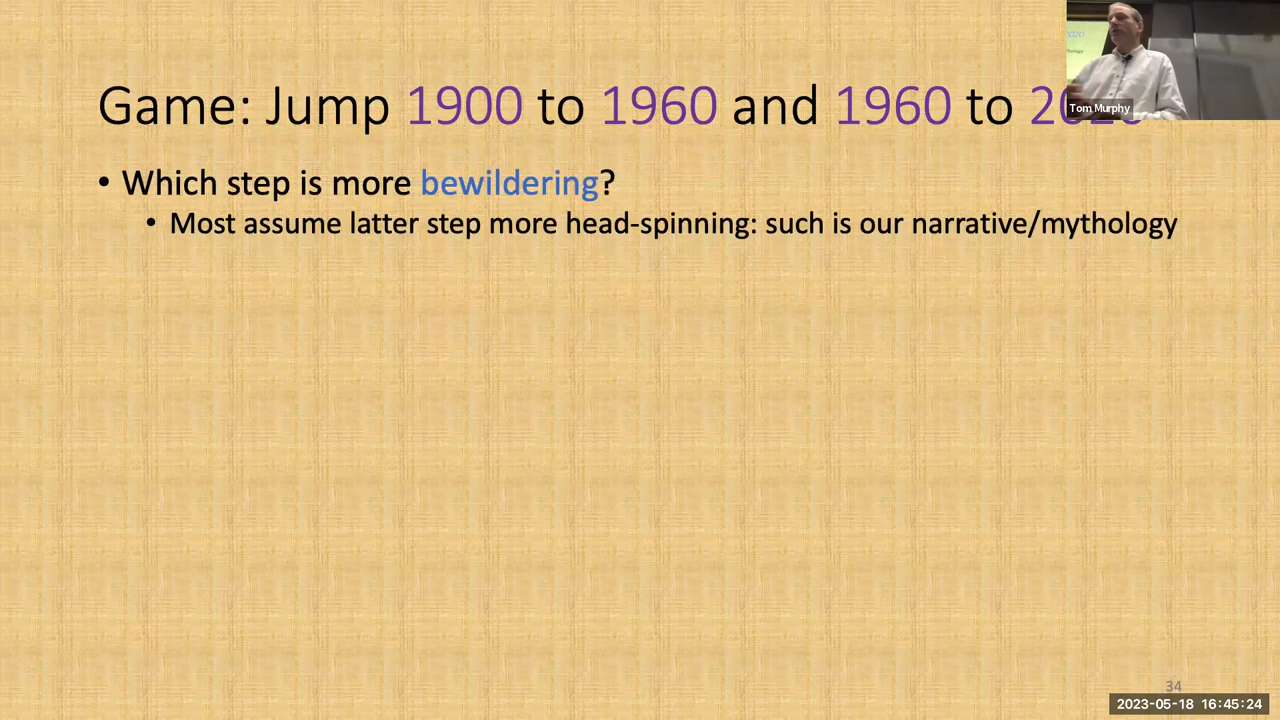 Game: Jump 1900 to 1960 and 1960 to
• Which step is more bewildering?
• Most assume latter step more head-spinning: such is our narrative/mythology
Tom Murphy
34
2023-05-18 16:45:24